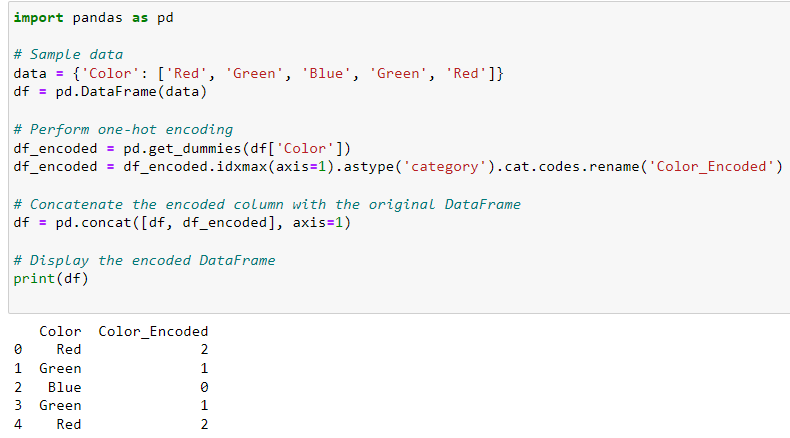 import pandas as pd
# Sample data
data = {'Color': ['Red', 'Green', 'Blue', 'Green', 'Red']}
df = pd.DataFrame(data)
# Perform one-hot encoding
df_encoded = pd.get_dummies(df['Color'])
df_encoded = df_encoded.idxmax(axis=1).astype('category').cat.codes.rename('Color_Encoded')
# Concatenate the encoded column with the original DataFrame
df = pd.concat([df, df_encoded], axis=1)
# Display the encoded DataFrame
print(df)
Color Color_Encoded
0 Red 2
1 Green 1
2 Blue 0
3 Green 1
4 Red 2